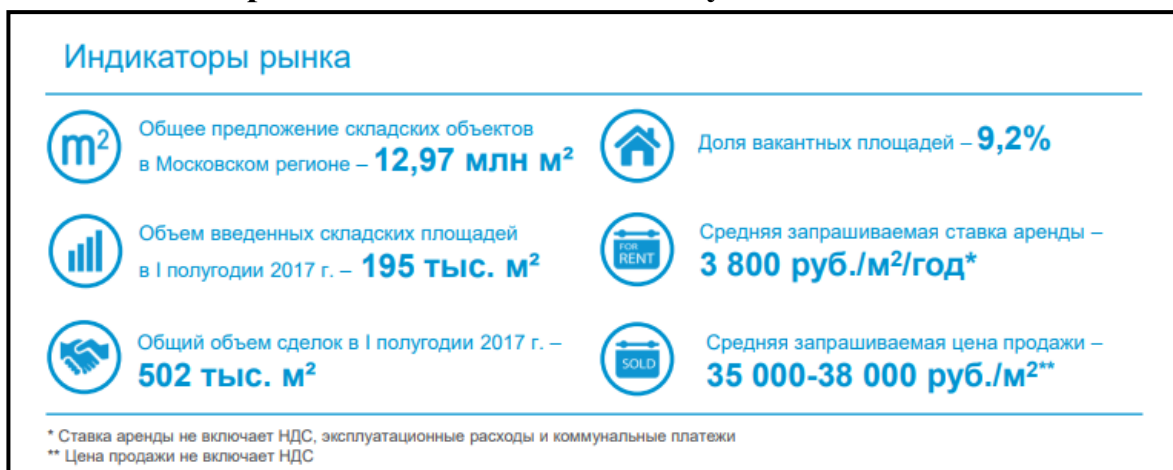 Индикаторы рынка
m²
Общее предложение складских объектов
в Московском регионе – 12,97 млн м²
Доля вакантных площадей – 9,2%
Объем введенных складских площадей
в I полугодии 2017 г. – 195 тыс. м²
FOR
RENT
Средняя запрашиваемая ставка аренды –
3 800 руб./м²/год*
Общий объем сделок в I полугодии 2017 г. –
502 тыс. м²
SOLD
Средняя запрашиваемая цена продажи –
35 000-38 000 руб./м²**
* Ставка аренды не включает НДС, эксплуатационные расходы и коммунальные платежи
** Цена продажи не включает НДС